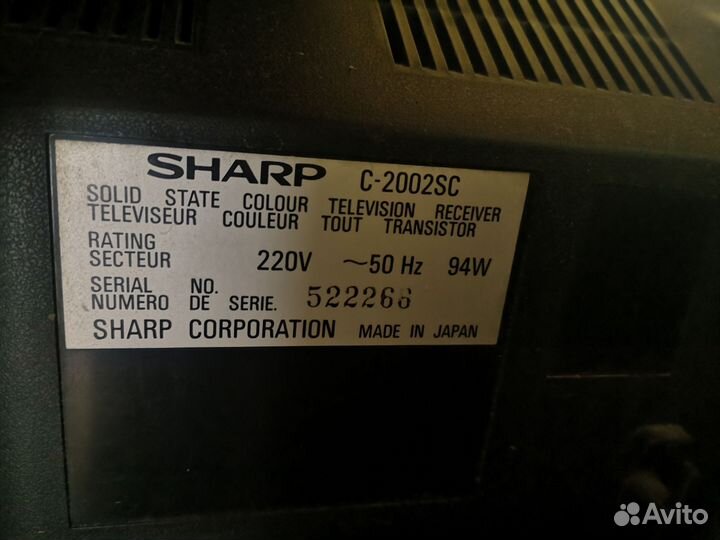 SHARP C-2002SC
SOLID STATE COLOUR TELEVISION RECEIVER
TELEVISEUR COULEUR TOUT TRANSISTOR
RATING
SECTEUR 220V ~50 Hz 94W
SERIAL NO.
NUMERO DE SERIE. 522266
SHARP CORPORATION MADE IN JAPAN
Avito